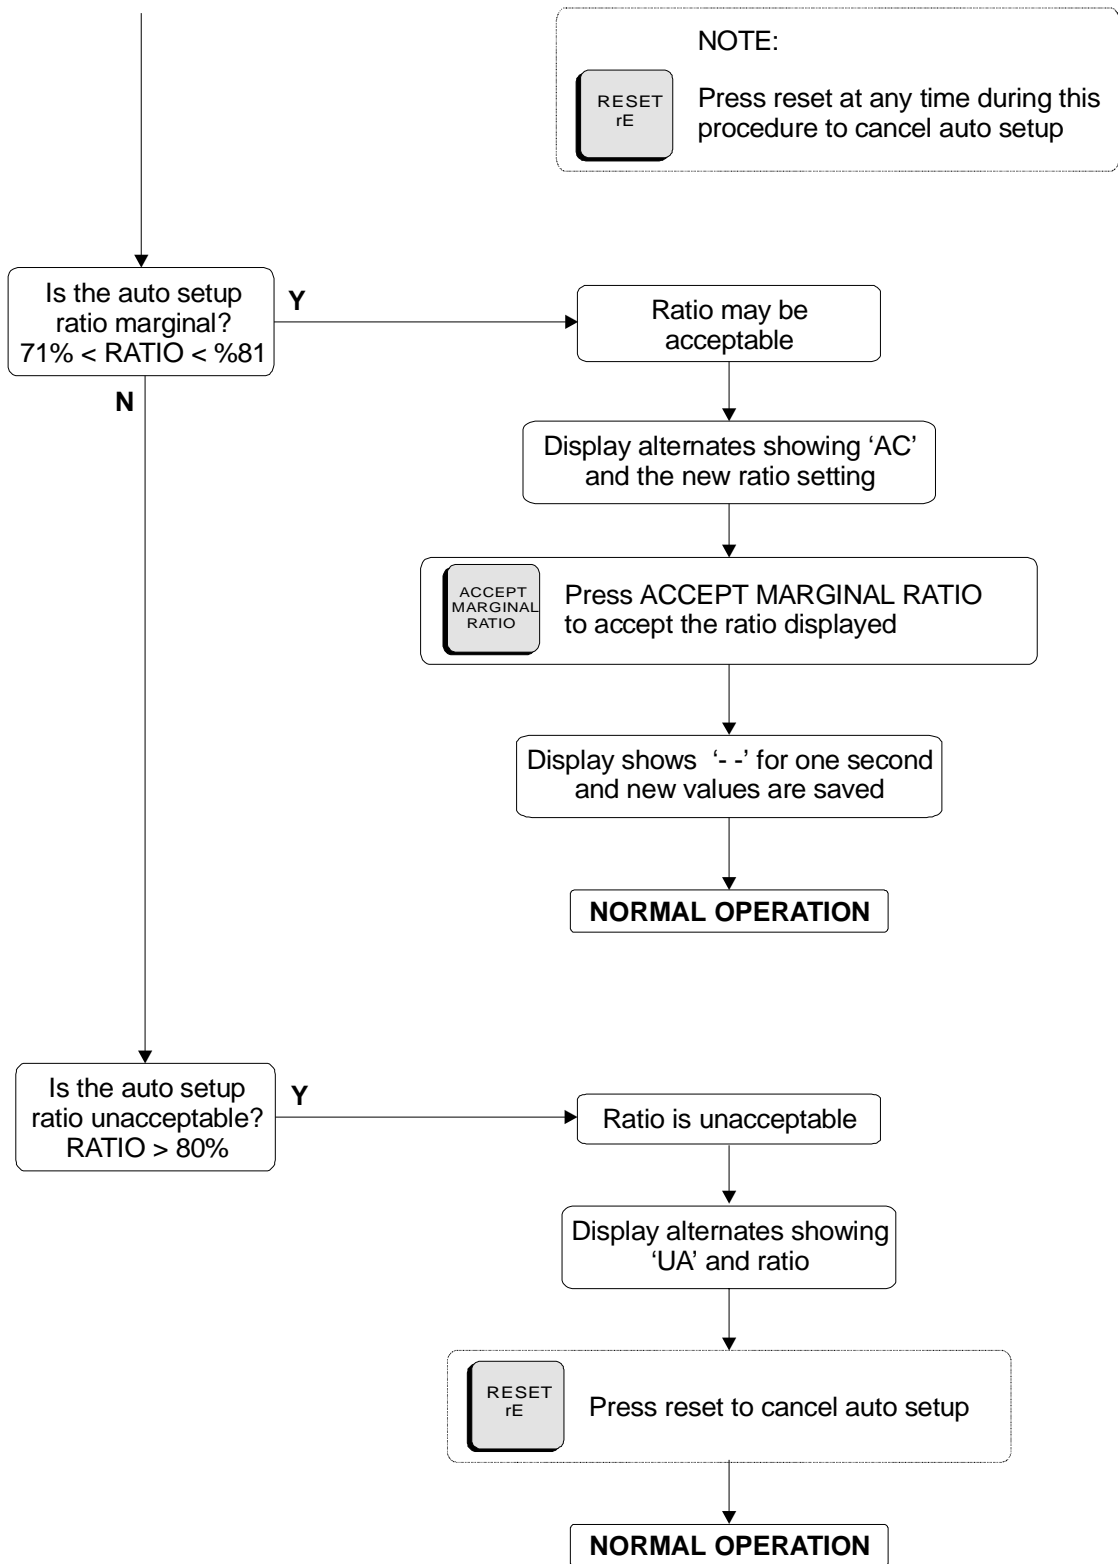 NOTE:
RESET
rE
Press reset at any time during this
procedure to cancel auto setup
Is the auto setup
ratio marginal?
71% < RATIO < %81
Y
N
Ratio may be
acceptable
Display alternates showing ‘AC’
and the new ratio setting
ACCEPT
MARGINAL
RATIO
Press ACCEPT MARGINAL RATIO
to accept the ratio displayed
Display shows ‘- -’ for one second
and new values are saved
NORMAL OPERATION
Is the auto setup
ratio unacceptable?
RATIO > 80%
Y
Ratio is unacceptable
Display alternates showing
‘UA’ and ratio
RESET
rE
Press reset to cancel auto setup
NORMAL OPERATION